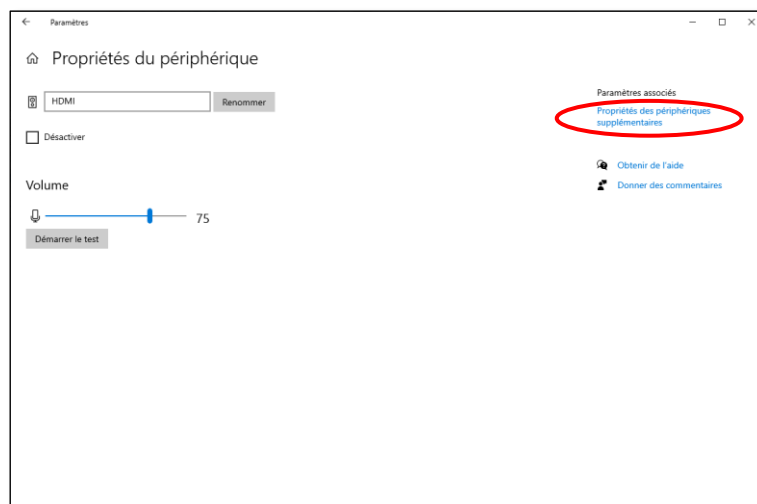 Paramètres
Propriétés du périphérique
HDMI
Renommer
Désactiver
Volume
75
Démarrer le test
Paramètres associés
Propriétés des périphériques
supplémentaires
Obtenir de l'aide
Donner des commentaires